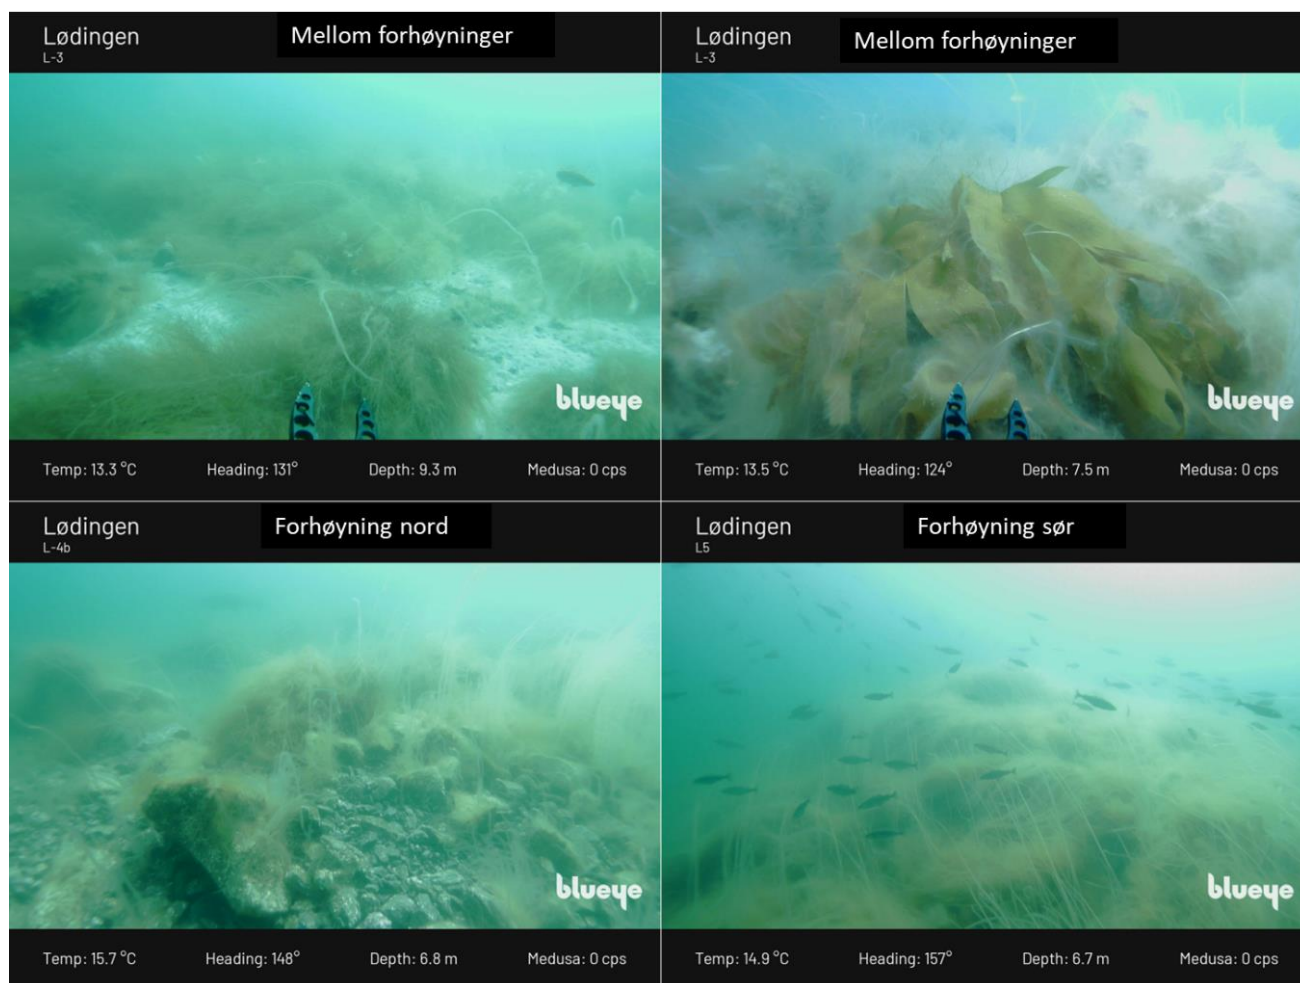 Lødingen
L-3
Mellom forhøyninger
blueye
Temp: 13.3 °C Heading: 131° Depth: 9.3 m Medusa: 0 cps
Lødingen
L-3
Mellom forhøyninger
blueye
Temp: 13.5 °C Heading: 124° Depth: 7.5 m Medusa: 0 cps
Lødingen
L-4b
Forhøyning nord
blueye
Temp: 15.7 °C Heading: 148° Depth: 6.8 m Medusa: 0 cps
Lødingen
L5
Forhøyning sør
blueye
Temp: 14.9 °C Heading: 157° Depth: 6.7 m Medusa: 0 cps